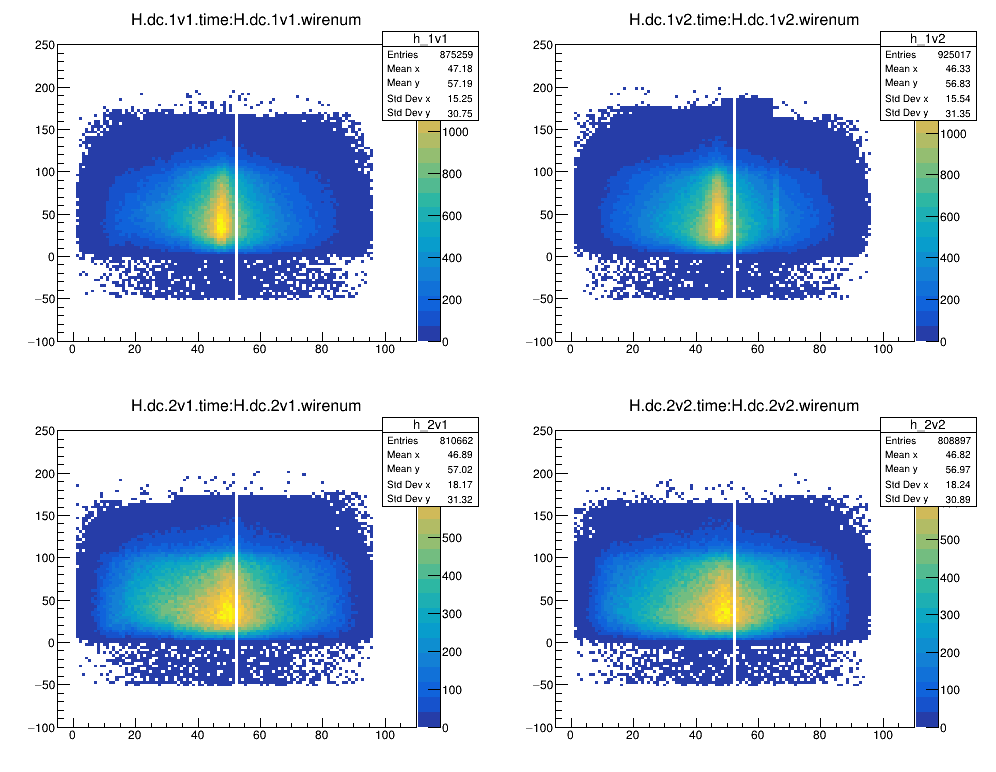 H.dc.1v1.time:H.dc.1v1.wirenum
h_1v1
Entries 875259
Mean x 47.18
Mean y 57.19
Std Dev x 15.25
Std Dev y 30.75
250
200
150
100
50
0
−50
−100
0 20 40 60 80 100
1000
800
600
400
200
0
H.dc.1v2.time:H.dc.1v2.wirenum
h_1v2
Entries 925017
Mean x 46.33
Mean y 56.83
Std Dev x 15.54
Std Dev y 31.35
250
200
150
100
50
0
−50
−100
0 20 40 60 80 100
1000
800
600
400
200
0
H.dc.2v1.time:H.dc.2v1.wirenum
h_2v1
Entries 810662
Mean x 46.89
Mean y 57.02
Std Dev x 18.17
Std Dev y 31.32
250
200
150
100
50
0
−50
−100
0 20 40 60 80 100
500
400
300
200
100
0
H.dc.2v2.time:H.dc.2v2.wirenum
h_2v2
Entries 808897
Mean x 46.82
Mean y 56.97
Std Dev x 18.24
Std Dev y 30.89
250
200
150
100
50
0
−50
−100
0 20 40 60 80 100
500
400
300
200
100
0